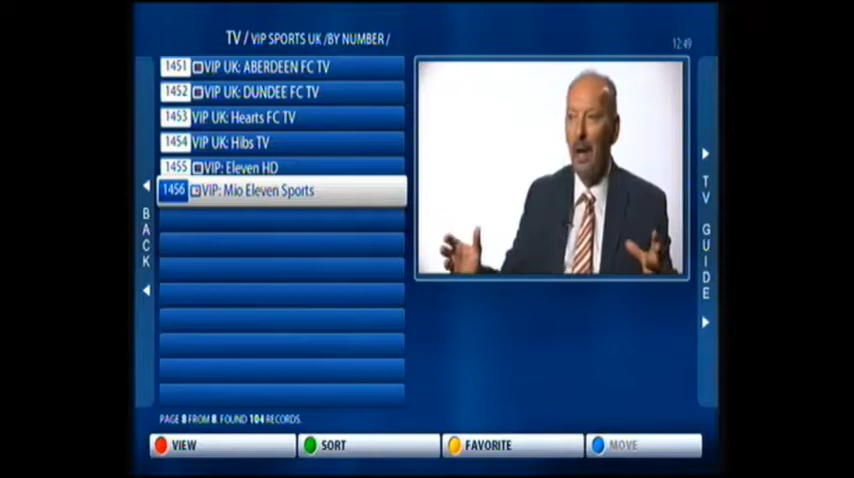 TV / VIP SPORTS UK /BY NUMBER /
12:49
1451 VIP UK: ABERDEEN FC TV
1452 VIP UK: DUNDEE FC TV
1453 VIP UK: Hearts FC TV
1454 VIP UK: Hibs TV
1455 VIP: Eleven HD
1456 VIP: Mio Eleven Sports
BACK
TV GUIDE
PAGE 8 FROM 8. FOUND 104 RECORDS.
VIEW
SORT
FAVORITE
MOVE